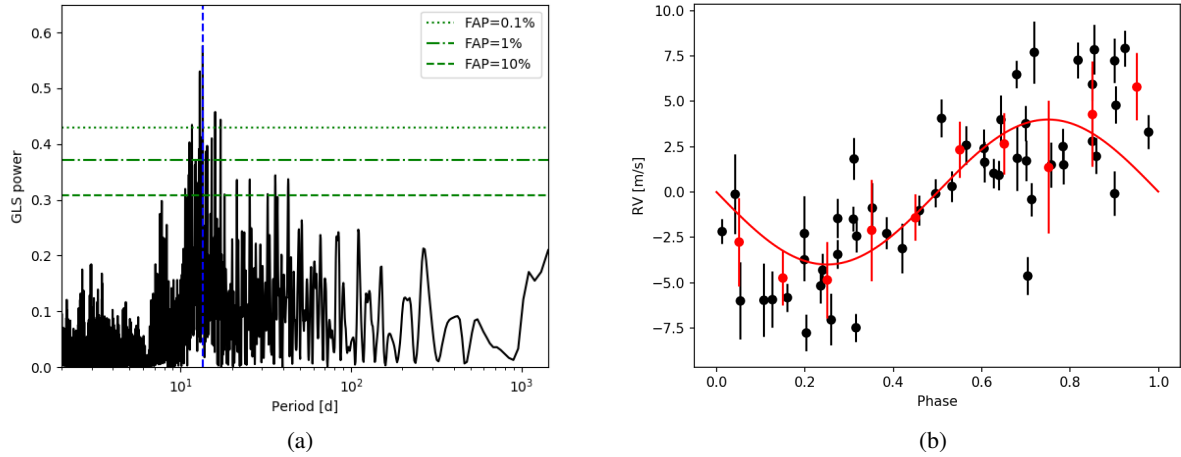 0.6
0.5
0.4
0.3
0.2
0.1
0.0
GLS power
FAP=0.1%
FAP=1%
FAP=10%
10¹
10²
10³
Period [d]
(a)
10.0
7.5
5.0
2.5
0.0
−2.5
−5.0
−7.5
RV [m/s]
0.0 0.2 0.4 0.6 0.8 1.0
Phase
(b)